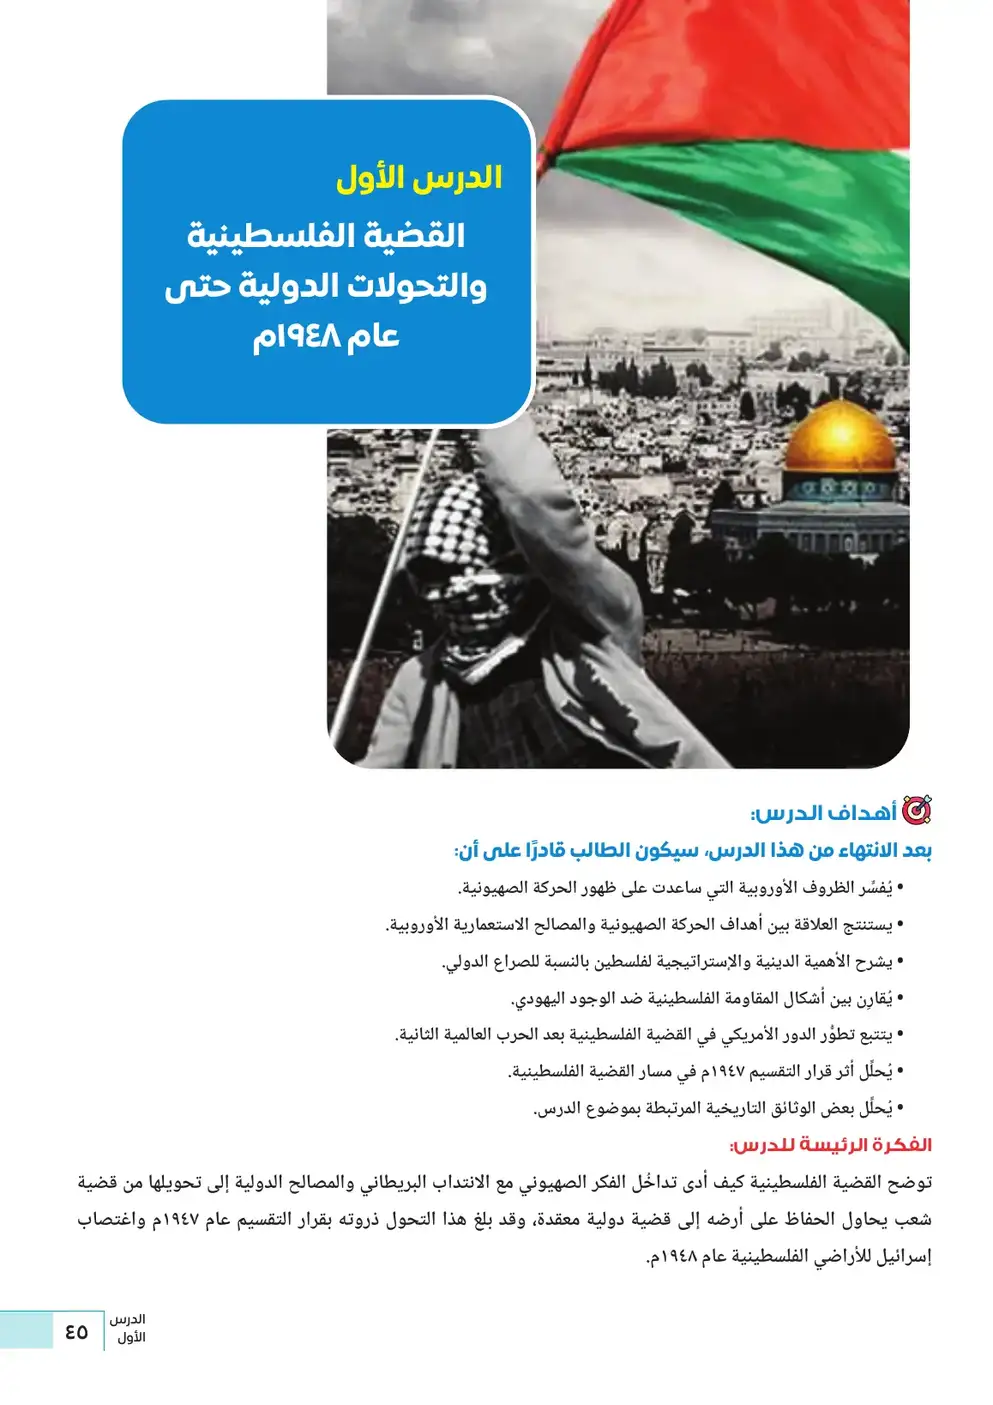 الدرس الأول
القضية الفلسطينية
والتحولات الدولية حتى
عام ١٩٤٨م
أهداف الدرس:
بعد الانتهاء من هذا الدرس، سيكون الطالب قادرًا على أن:
• يُفسِّر الظروف الأوروبية التي ساعدت على ظهور الحركة الصهيونية.
• يستنتج العلاقة بين أهداف الحركة الصهيونية والمصالح الاستعمارية الأوروبية.
• يشرح الأهمية الدينية والإستراتيجية لفلسطين بالنسبة للصراع الدولي.
• يُقارِن بين أشكال المقاومة الفلسطينية ضد الوجود اليهودي.
• يتتبع تطوُّر الدور الأمريكي في القضية الفلسطينية بعد الحرب العالمية الثانية.
• يُحلِّل أثر قرار التقسيم ١٩٤٧م في مسار القضية الفلسطينية.
• يُحلِّل بعض الوثائق التاريخية المرتبطة بموضوع الدرس.
الفكرة الرئيسة للدرس:
توضح القضية الفلسطينية كيف أدى تداخُل الفكر الصهيوني مع الانتداب البريطاني والمصالح الدولية إلى تحويلها من قضية
شعب يحاول الحفاظ على أرضه إلى قضية دولية معقدة، وقد بلغ هذا التحول ذروته بقرار التقسيم عام ١٩٤٧م واغتصاب
إسرائيل للأراضي الفلسطينية عام ١٩٤٨م.
الدرس
الأول
٤٥